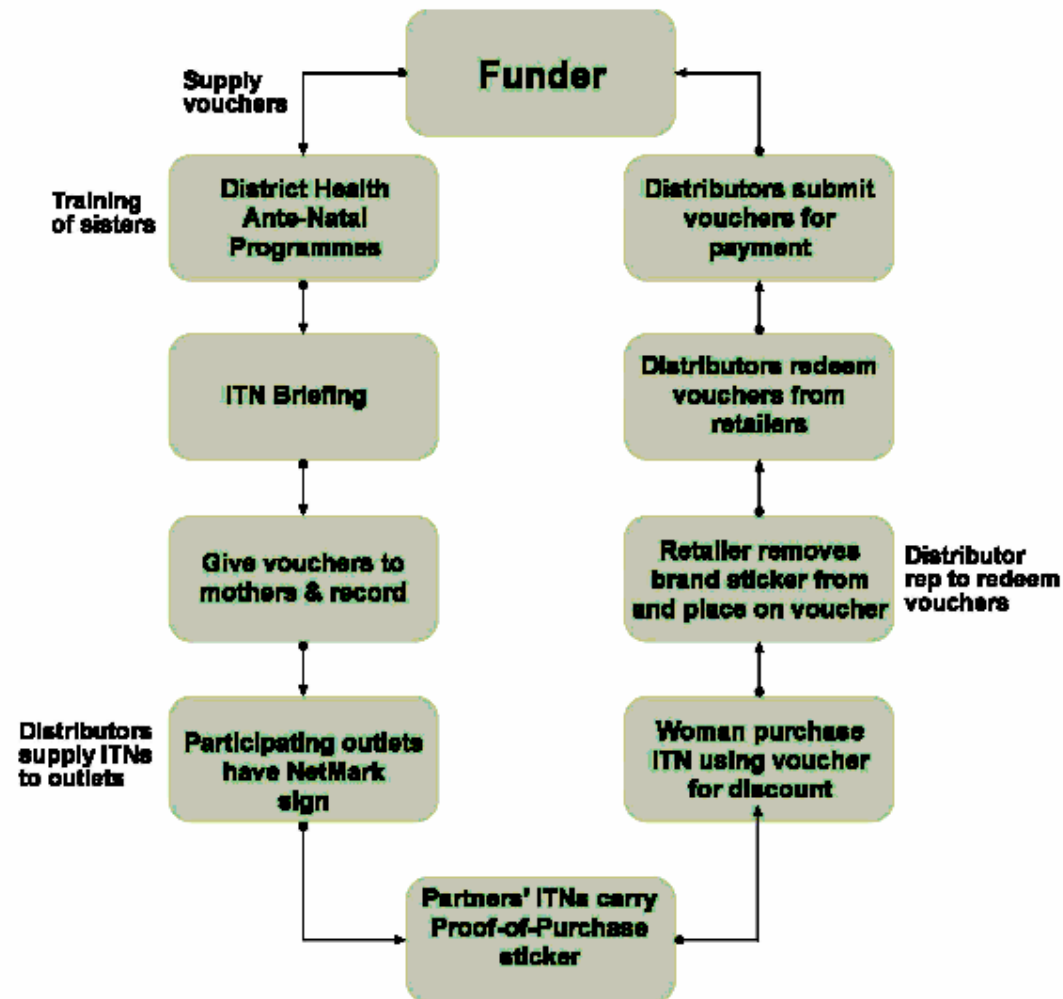 Funder
Supply
vouchers
Training
of sisters
District Health
Ante-Natal
Programmes
ITN Briefing
Give vouchers to
mothers & record
Distributors
supply ITNs
to outlets
Participating outlets
have NetMark
sign
Partners' ITNs carry
Proof-of-Purchase
sticker
Woman purchase
ITN using voucher
for discount
Retailer removes
brand sticker from
and place on voucher
Distributor
rep to redeem
vouchers
Distributors redeem
vouchers from
retailers
Distributors submit
vouchers for
payment